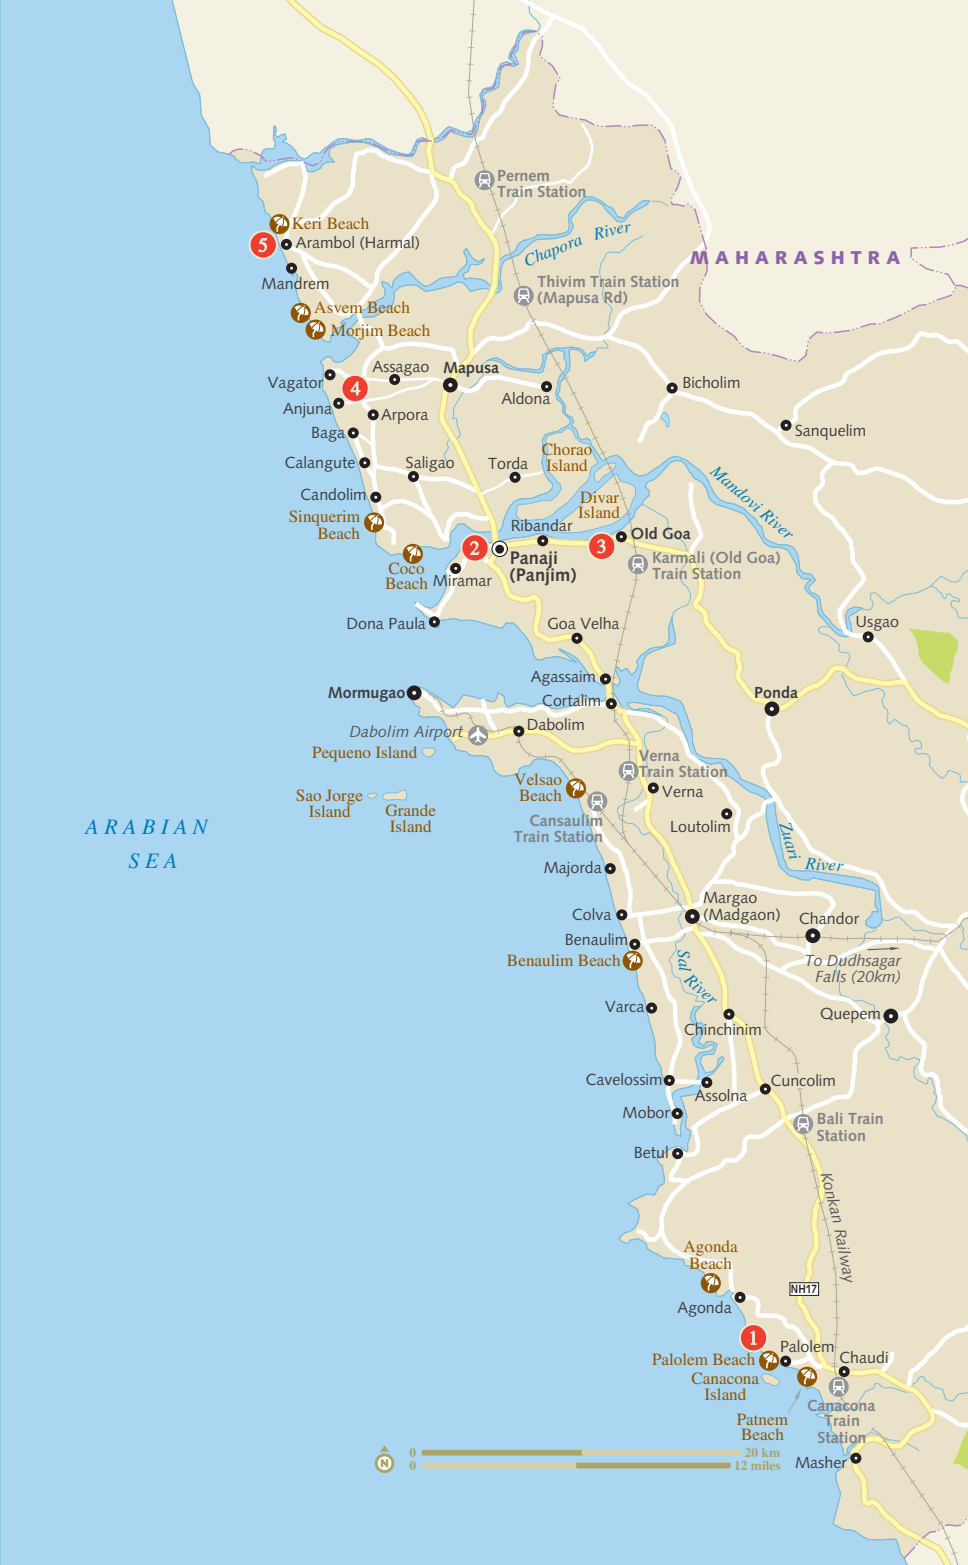 Pernem
Train Station
Keri Beach
Chapora River
5
Arambol (Harmal)
MAHARASHTRA
Mandrem
Thivim Train Station
(Mapusa Rd)
Asvem Beach
Morjim Beach
Assagao
Mapusa
Vagator
4
Bicholim
Aldona
Anjuna
Arpora
Baga
Sanquelim
Chorao
Island
Calangute
Saligao
Torda
Mandovi River
Candolim
Divar
Island
Sinquerim
Beach
Ribandar
Old Goa
2
3
Panaji
(Panjim)
Karmali (Old Goa)
Train Station
Coco
Beach
Miramar
Dona Paula
Goa Velha
Usgao
Agassaim
Mormugao
Cortalim
Ponda
Dabolim Airport
Dabolim
Pequeno Island
Verna
Train Station
Velsao
Beach
Verna
Sao Jorge
Island
Grande
Island
Cansaulim
Train Station
Loutolim
ARABIAN
SEA
Zuari River
Majorda
Margao
(Madgaon)
Colva
Chandor
Benaulim
Benaulim Beach
To Dudhsagar
Falls (20km)
Sal River
Varca
Quepem
Chinchinim
Cavelossim
Cuncolim
Assolna
Mobor
Bali Train
Station
Betul
Konkan Railway
Agonda
Beach
NH17
Agonda
1
Palolem
Palolem Beach
Chaudi
Canacona
Island
Canacona
Train
Station
Patnem
Beach
N
0 20 km
0 12 miles
Masher